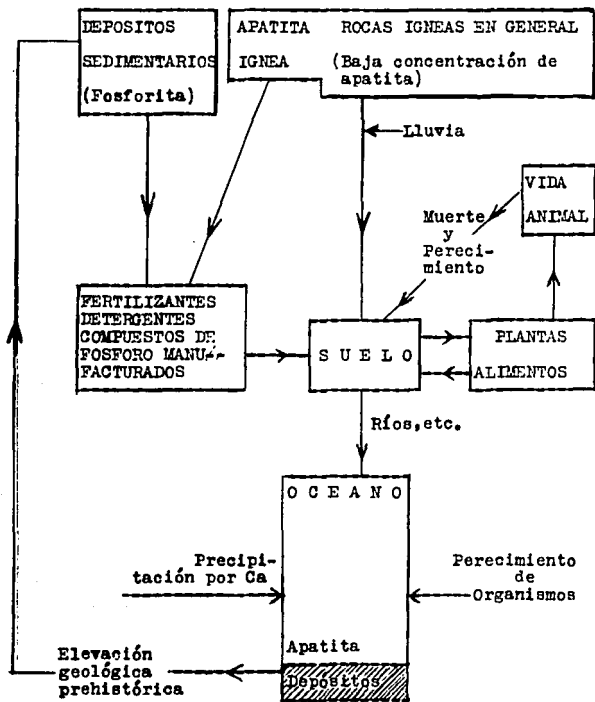 DEPOSITOS
SEDIMENTARIOS
(Fosforita)
APATITA
IGNEA
ROCAS IGNEAS EN GENERAL
(Baja concentración de
apatita)
Lluvia
VIDA
ANIMAL
Muerte
y
Pereci-
miento
FERTILIZANTES
DETERGENTES
COMPUESTOS DE
FOSFORO MANU-
FACTURADOS
S U E L O
PLANTAS
ALIMENTOS
Ríos,etc.
O C E A N O
Precipi-
tación por Ca
Perecimiento
de
Organismos
Apatita
Depósitos
Elevación
geológica
prehistórica